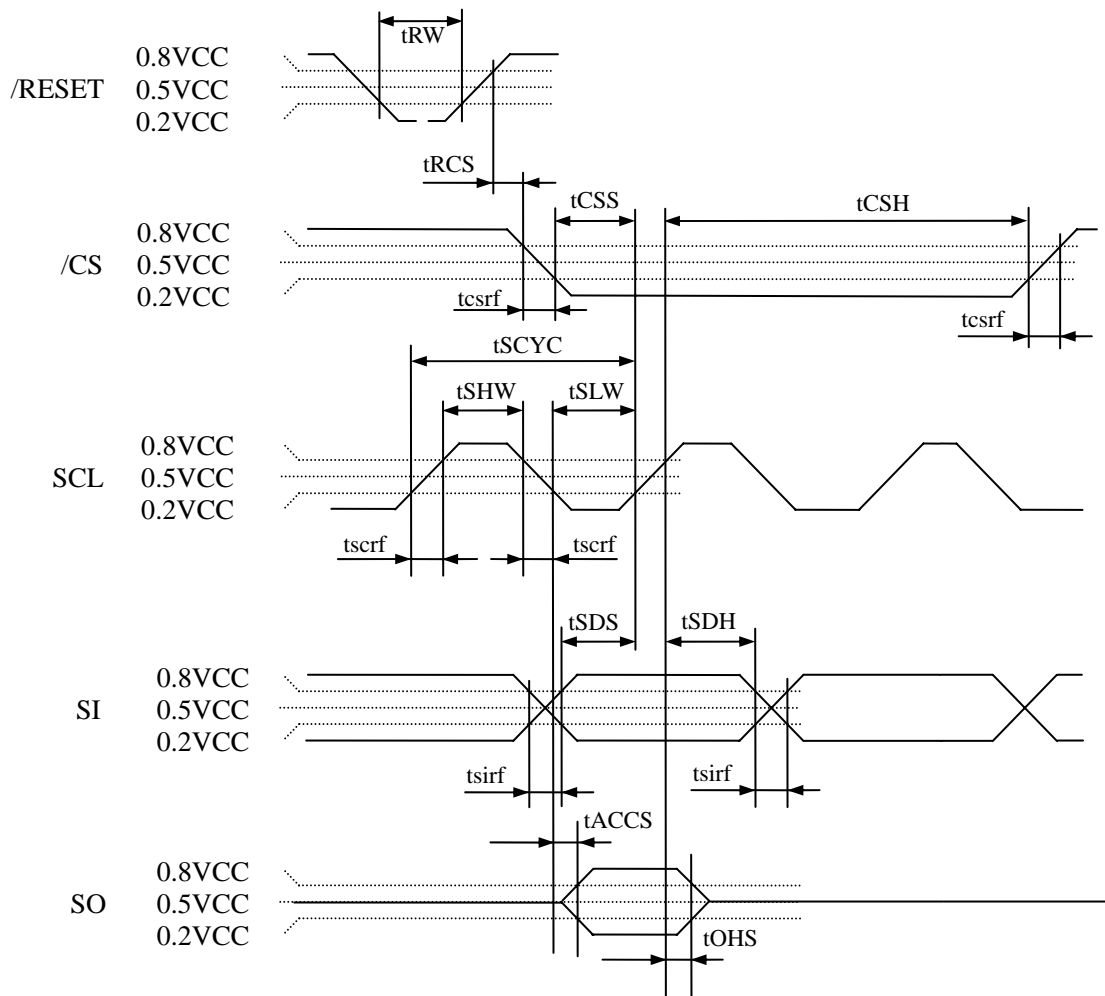 tRW
0.8VCC
/RESET 0.5VCC
0.2VCC
tRCS
tCSS
tCSH
0.8VCC
/CS 0.5VCC
0.2VCC
tcsrf
tcsrf
tSCYC
tSHW tSLW
0.8VCC
SCL 0.5VCC
0.2VCC
tscrf tscrf
tSDS tSDH
0.8VCC
SI 0.5VCC
0.2VCC
tsirf tsirf
tACCS
0.8VCC
SO 0.5VCC
0.2VCC
tOHS